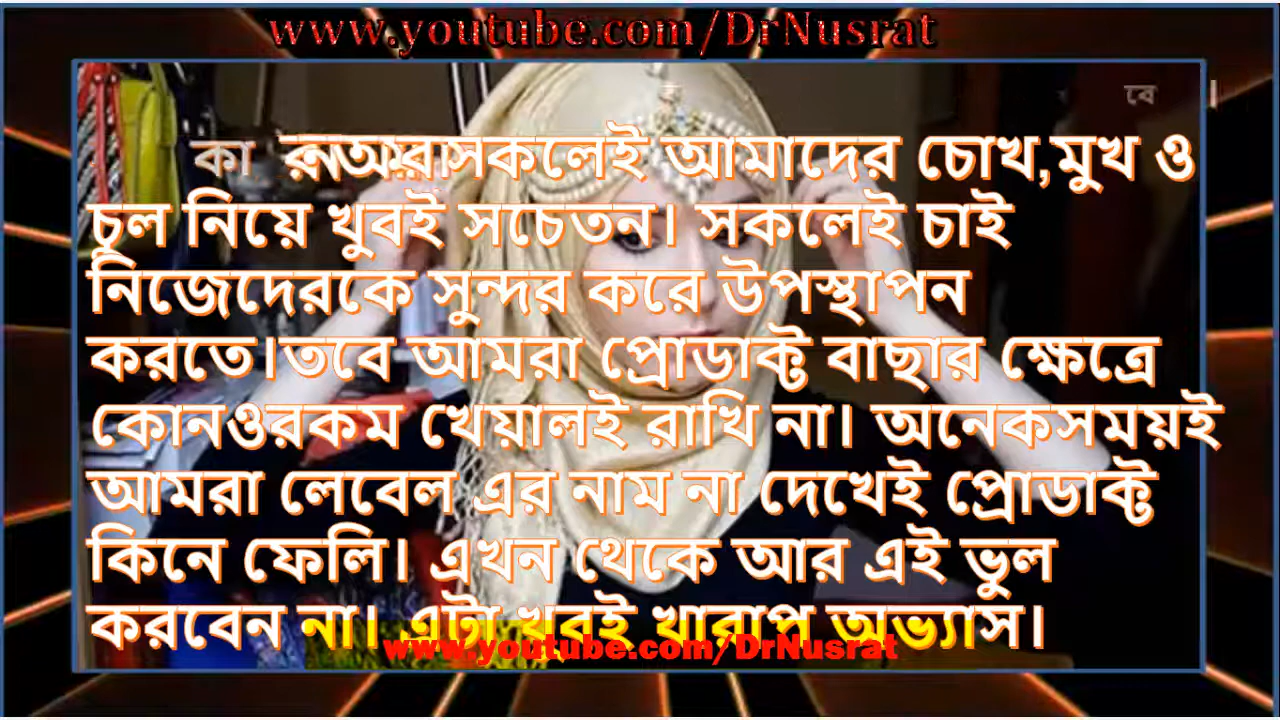 www.youtube.com/DrNusrat
বে ।
সকলেই আমাদের চোখ,মুখ ও
চুল নিয়ে খুবই সচেতন। সকলেই চাই
নিজেদেরকে সুন্দর করে উপস্থাপন
করতে।তবে আমরা প্রোডাক্ট বাছার ক্ষেত্রে
কোনওরকম খেয়ালই রাখি না। অনেকসময়ই
আমরা লেবেল এর নাম না দেখেই প্রোডাক্ট
কিনে ফেলি। এখন থেকে আর এই ভুল
করবেন না। এটা খুবই খারাপ অভ্যাস।
www.youtube.com/DrNusrat